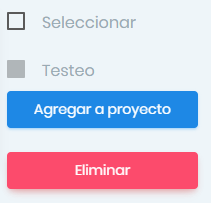 Seleccionar
Testeo
Agregar a proyecto
Eliminar